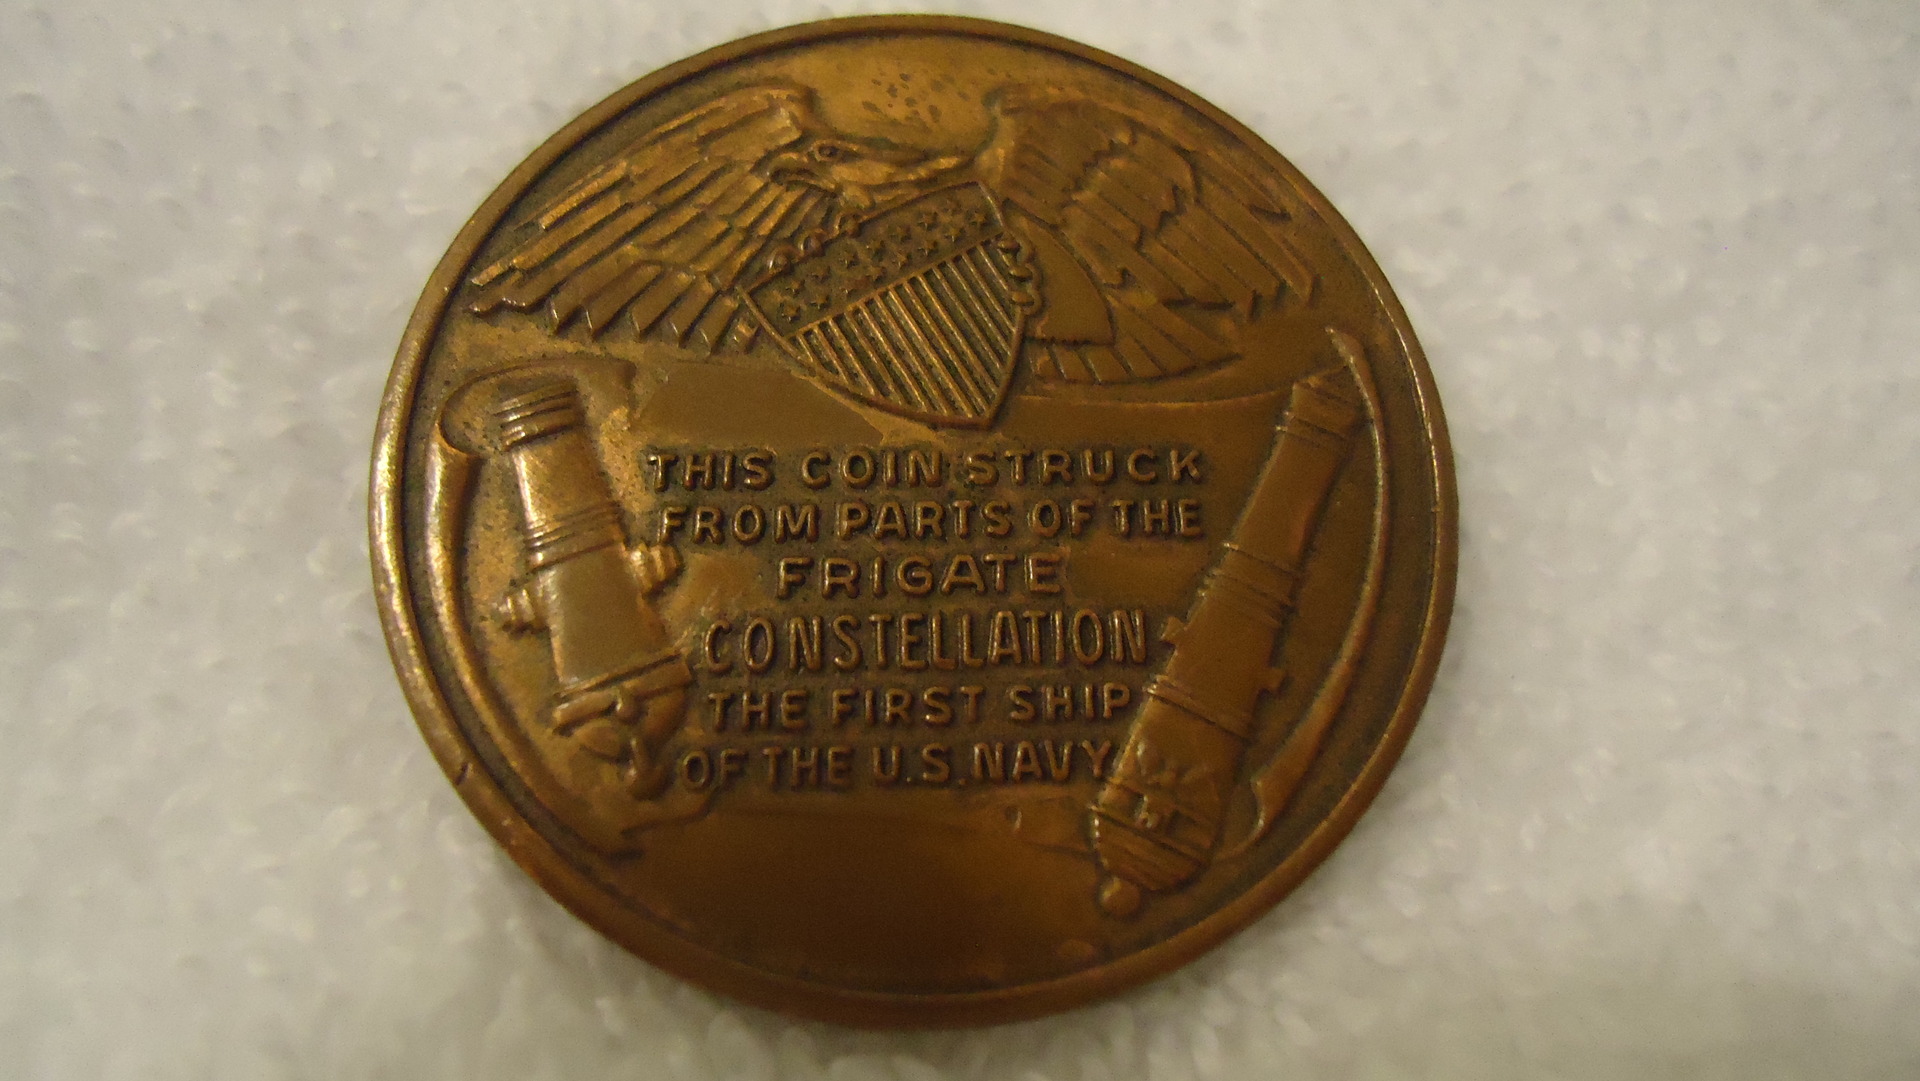 THIS COIN STRUCK
FROM PARTS OF THE
FRIGATE
CONSTELLATION
THE FIRST SHIP
OF THE U.S. NAVY